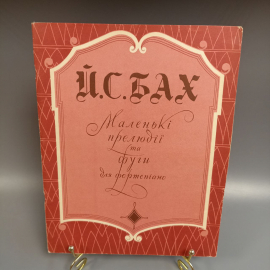 Й.С.БАХ
Маленькі
прелюдії
та
фуги
для фортепіано